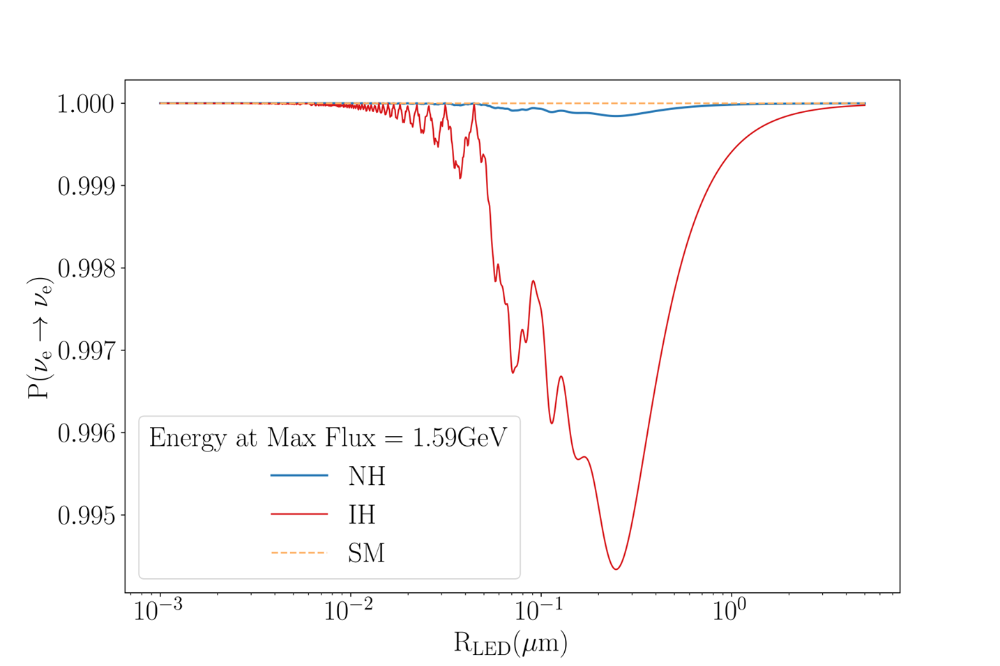 1.000
0.999
0.998
0.997
0.996
0.995
P(νe → νe)
Energy at Max Flux = 1.59GeV
NH
IH
SM
10⁻³ 10⁻² 10⁻¹ 10⁰
R_LED(μm)